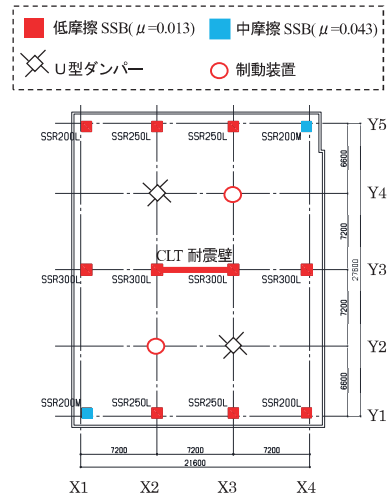 低摩擦 SSB( μ=0.013) 中摩擦 SSB( μ=0.043)
U型ダンパー 制動装置
Y5
SSR200L SSR250L SSR250L SSR200M
6600
Y4
7200
CLT 耐震壁
Y3
SSR300L SSR300L SSR300L SSR300L
27600
7200
Y2
6600
SSR200M SSR250L SSR250L SSR200L
Y1
7200 7200 7200
21600
X1 X2 X3 X4